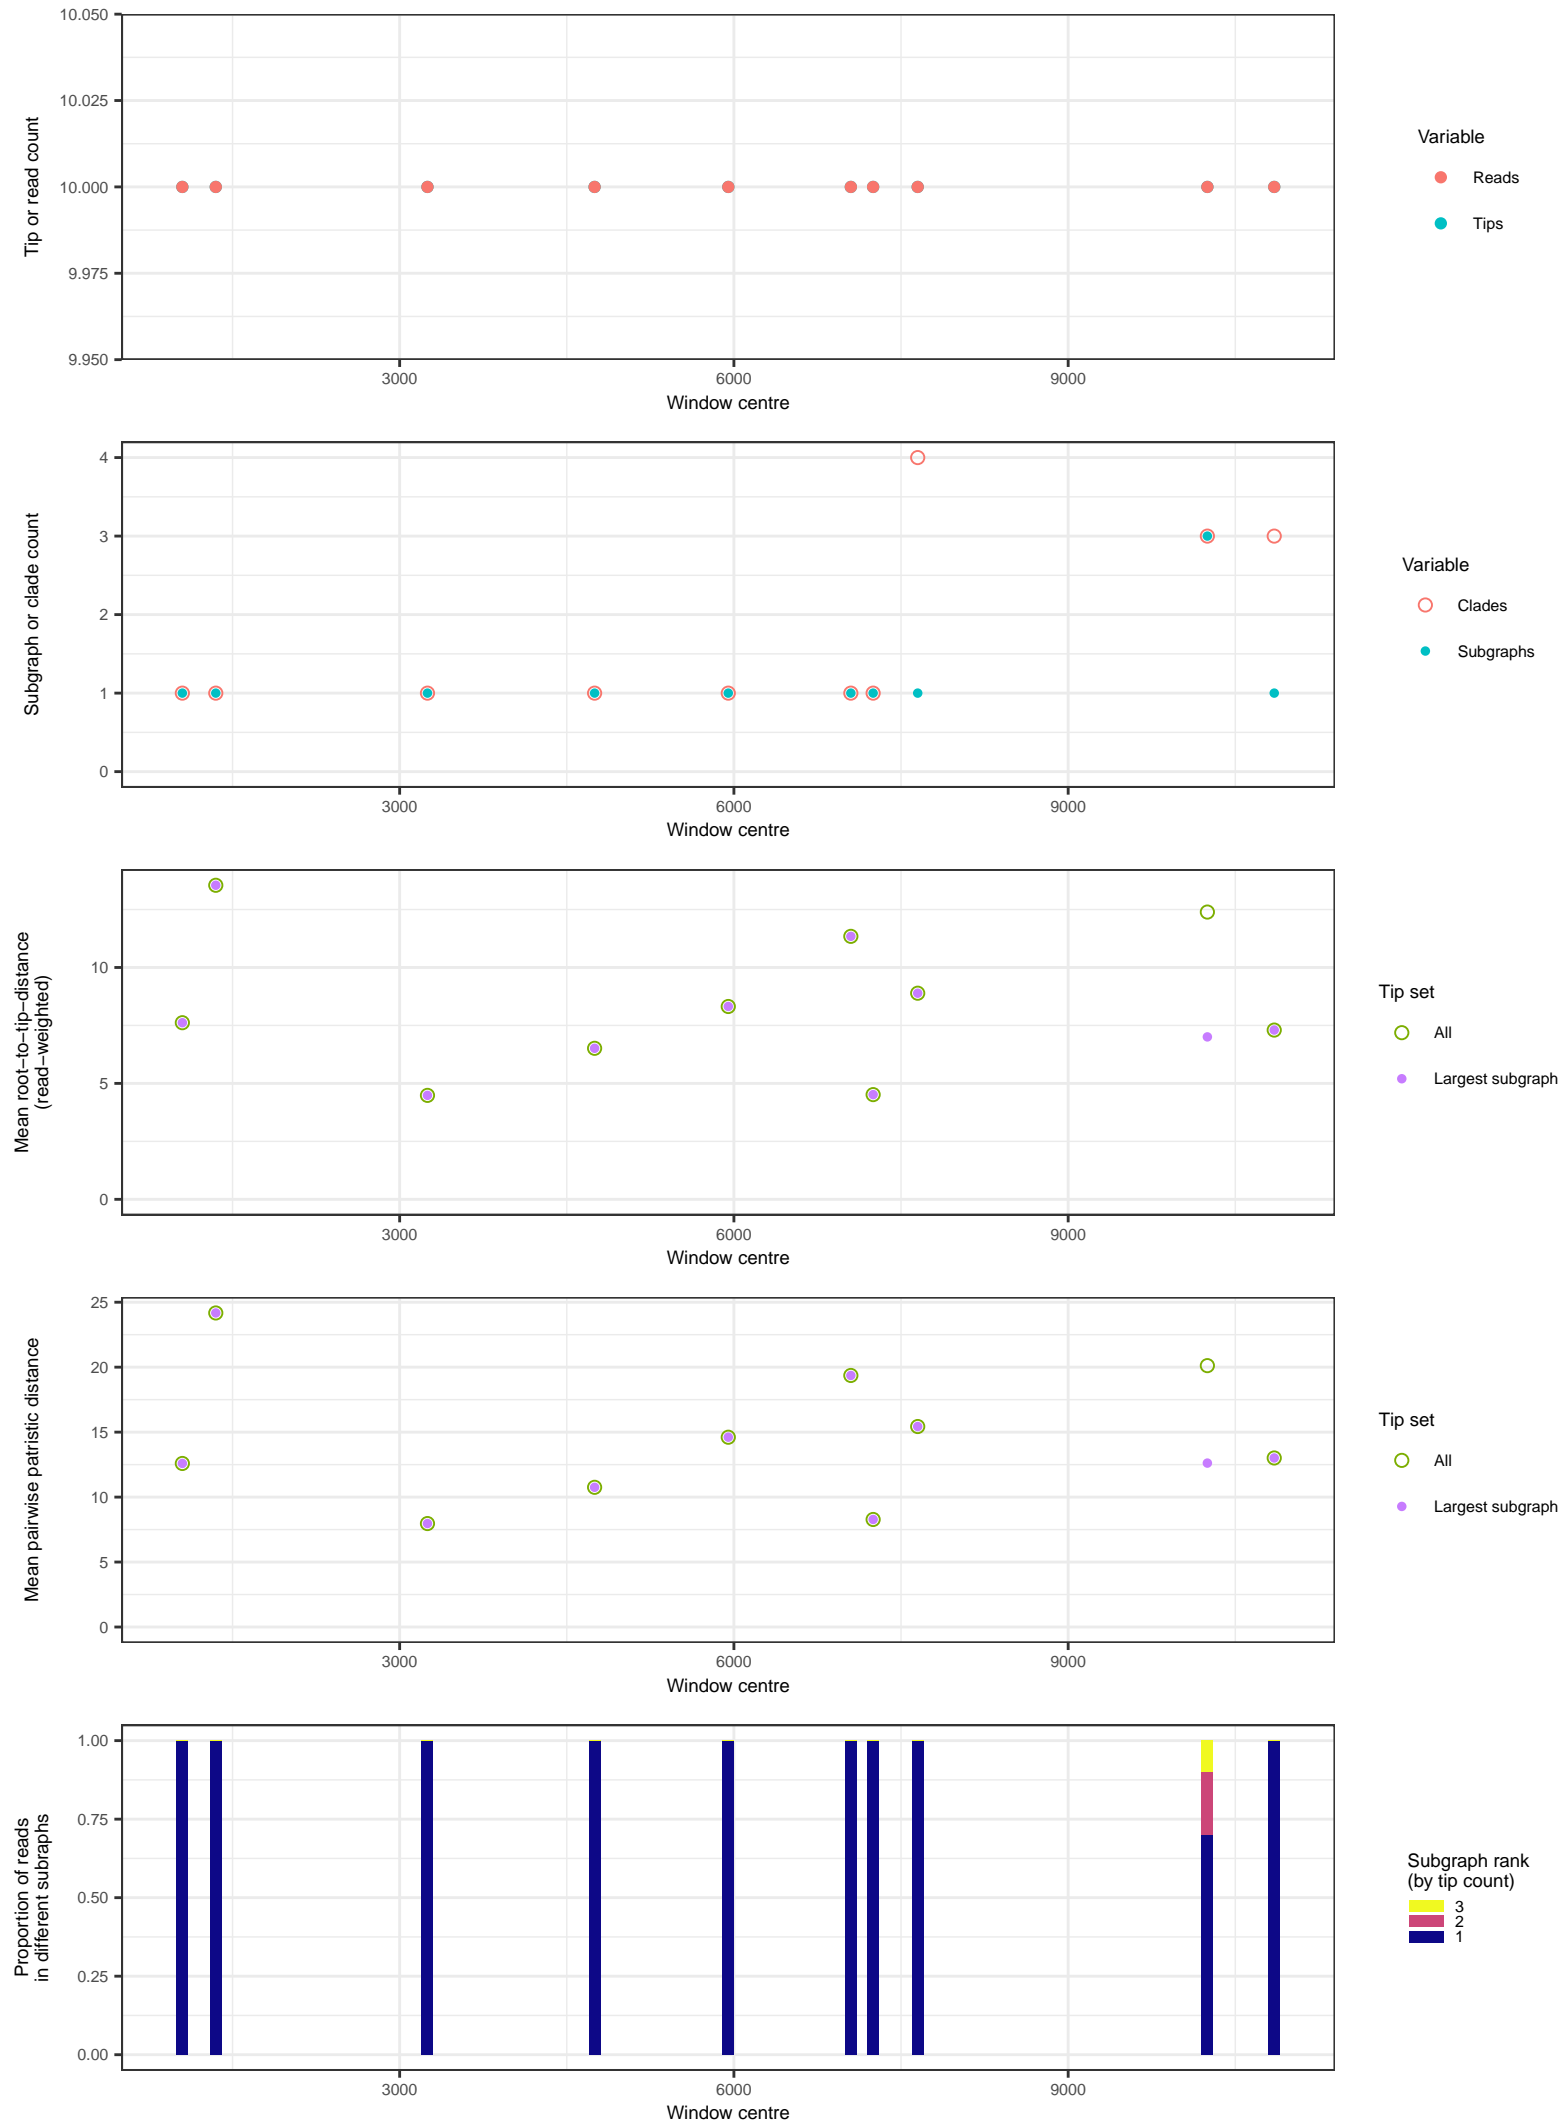 10.050
10.025
10.000
9.975
9.950
Tip or read count
3000
6000
9000
Window centre
Variable
Reads
Tips
4
3
2
1
0
Subgraph or clade count
3000
6000
9000
Window centre
Variable
Clades
Subgraphs
10
5
0
Mean root−to−tip−distance
(read−weighted)
3000
6000
9000
Window centre
Tip set
All
Largest subgraph
25
20
15
10
5
0
Mean pairwise patristic distance
3000
6000
9000
Window centre
Tip set
All
Largest subgraph
1.00
0.75
0.50
0.25
0.00
Proportion of reads
in different subraphs
3000
6000
9000
Window centre
Subgraph rank
(by tip count)
3
2
1